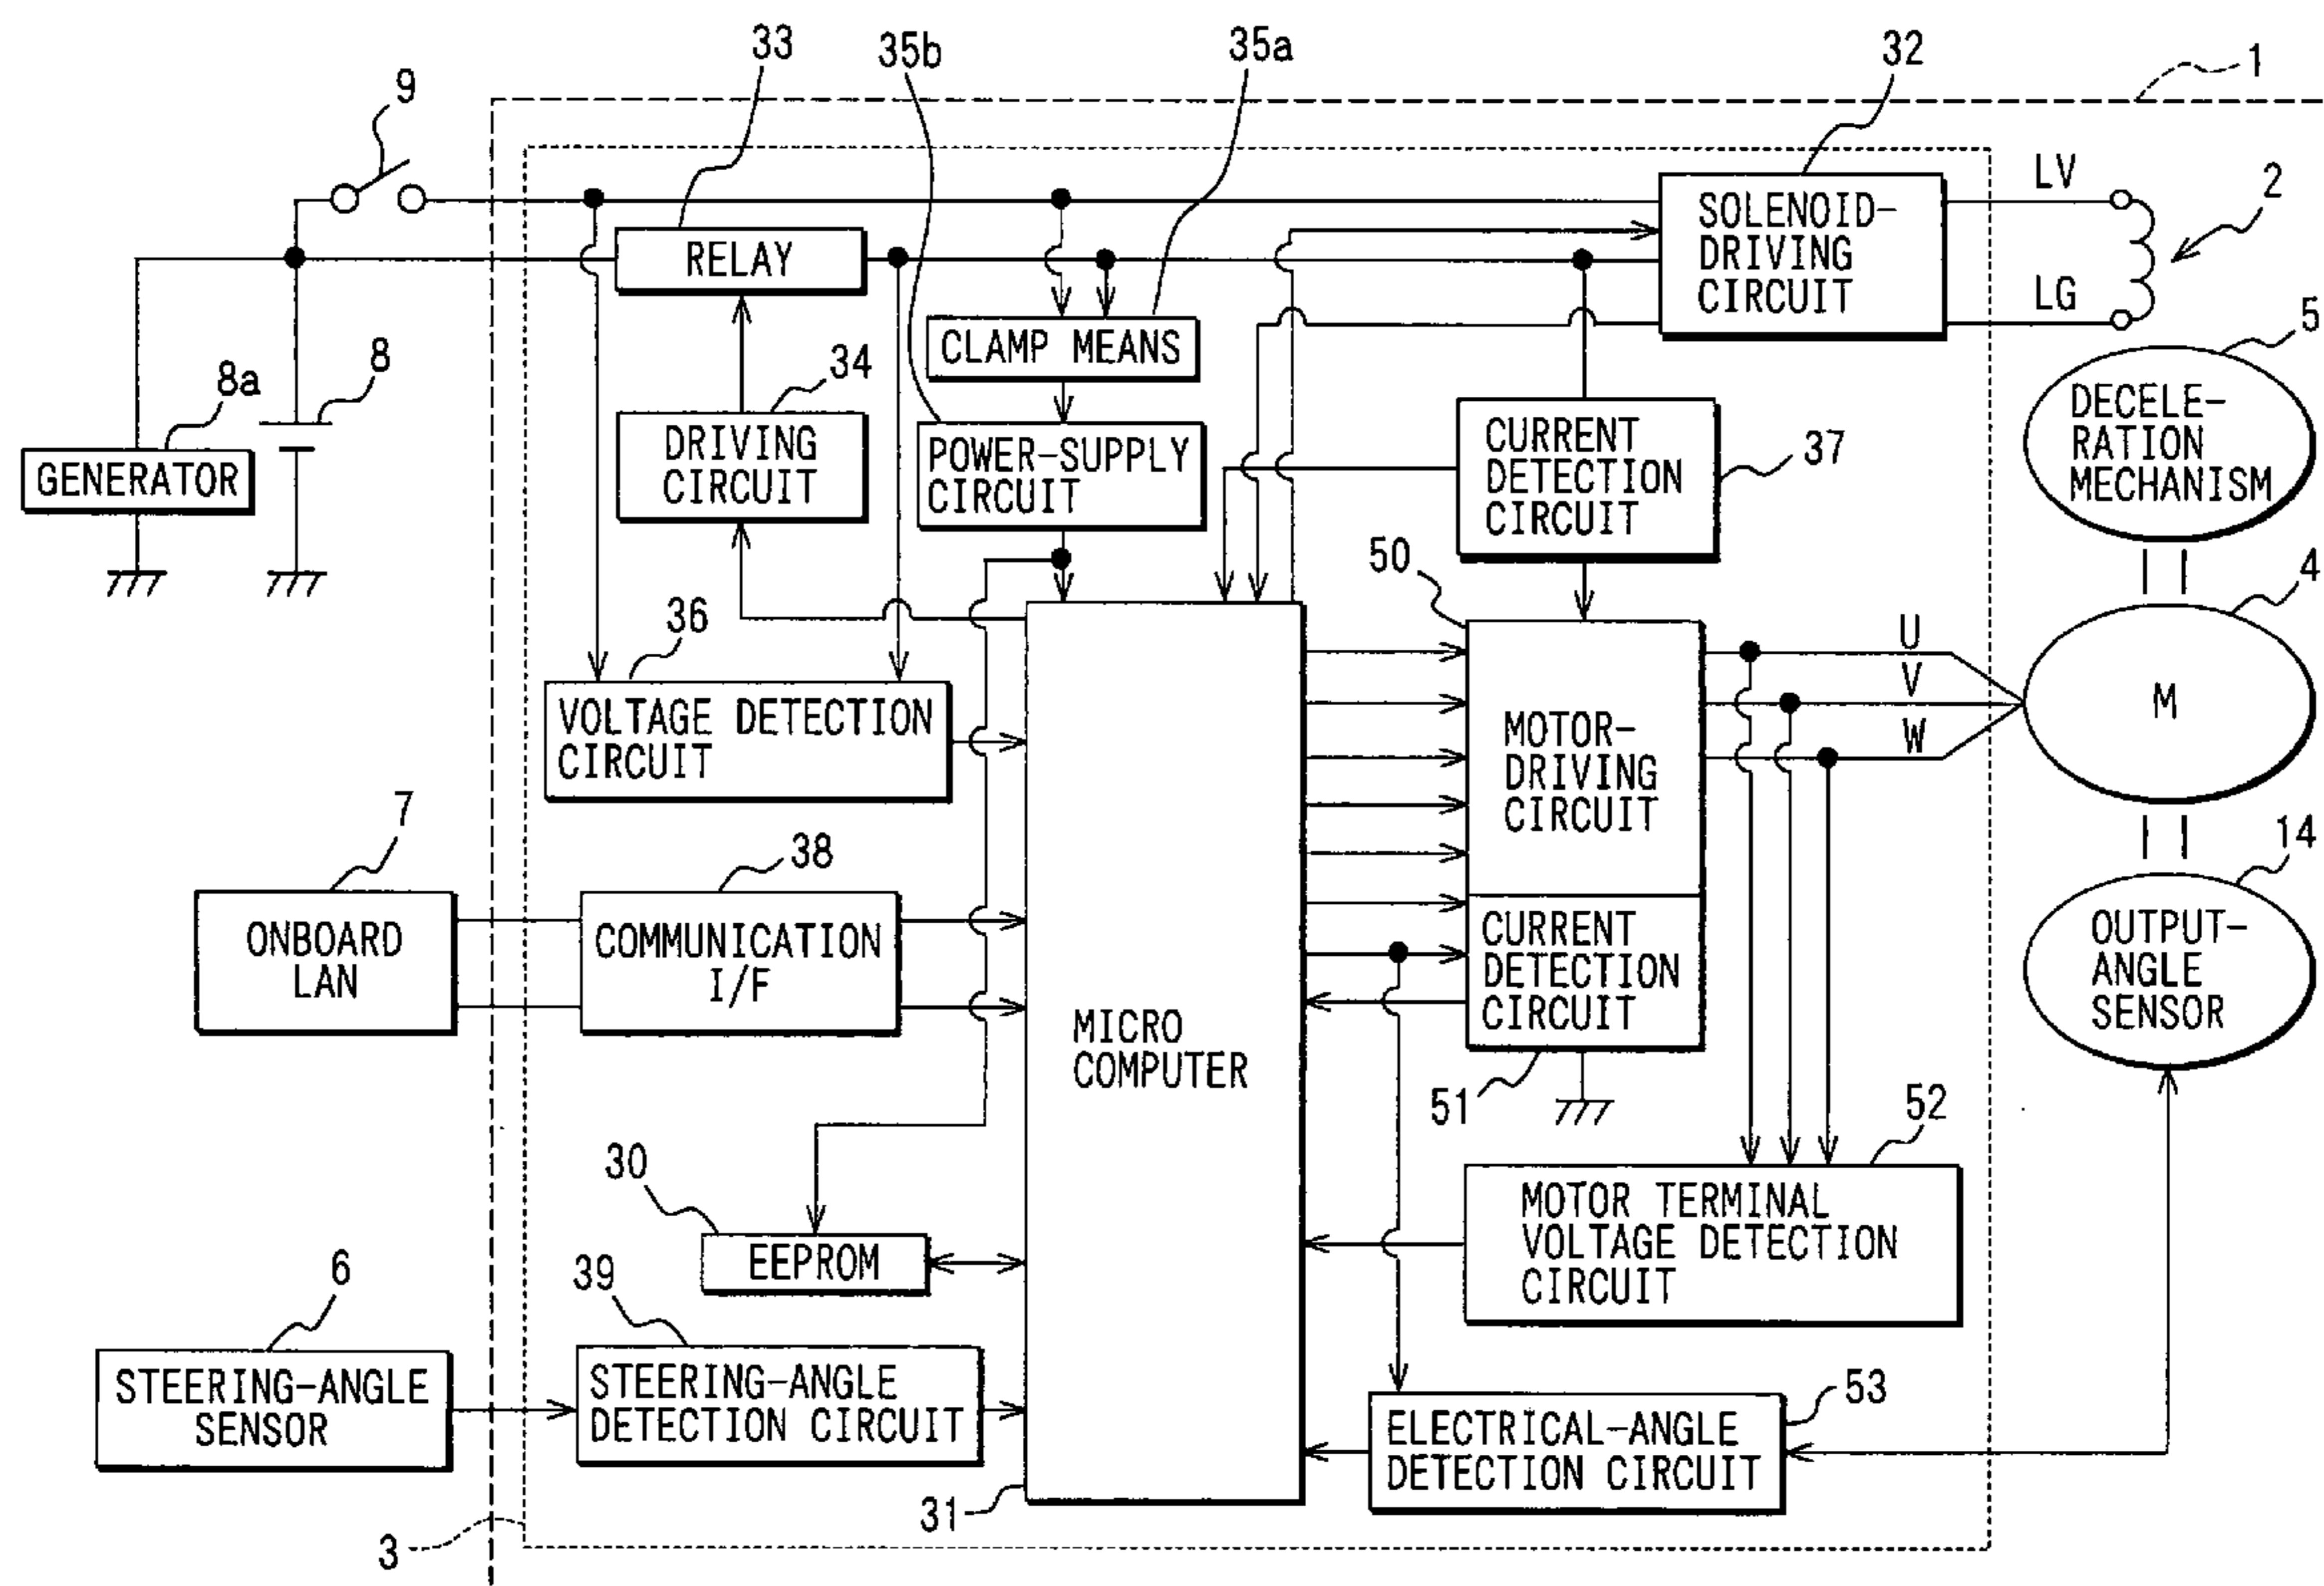 33
35b
35a
32
1
9
SOLENOID-
DRIVING
CIRCUIT
LV
2
RELAY
LG
CLAMP MEANS
5
8a
8
34
DECELE-
RATION
MECHANISM
GENERATOR
DRIVING
CIRCUIT
POWER-SUPPLY
CIRCUIT
CURRENT
DETECTION
CIRCUIT
37
50
4
36
U
V
W
M
VOLTAGE DETECTION
CIRCUIT
MOTOR-
DRIVING
CIRCUIT
7
38
14
ONBOARD
LAN
COMMUNICATION
I/F
CURRENT
DETECTION
CIRCUIT
OUTPUT-
ANGLE
SENSOR
MICRO
COMPUTER
51
52
30
EEPROM
MOTOR TERMINAL
VOLTAGE DETECTION
CIRCUIT
6
39
STEERING-ANGLE
SENSOR
STEERING-ANGLE
DETECTION CIRCUIT
53
ELECTRICAL-ANGLE
DETECTION CIRCUIT
31
3